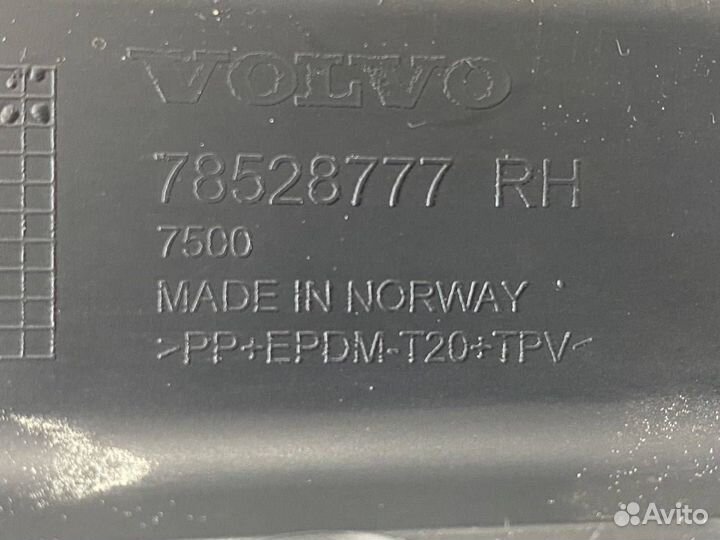 VOLVO
78528777 RH
7500
MADE IN NORWAY
>PP+EPDM-T20+TPV<
Avito